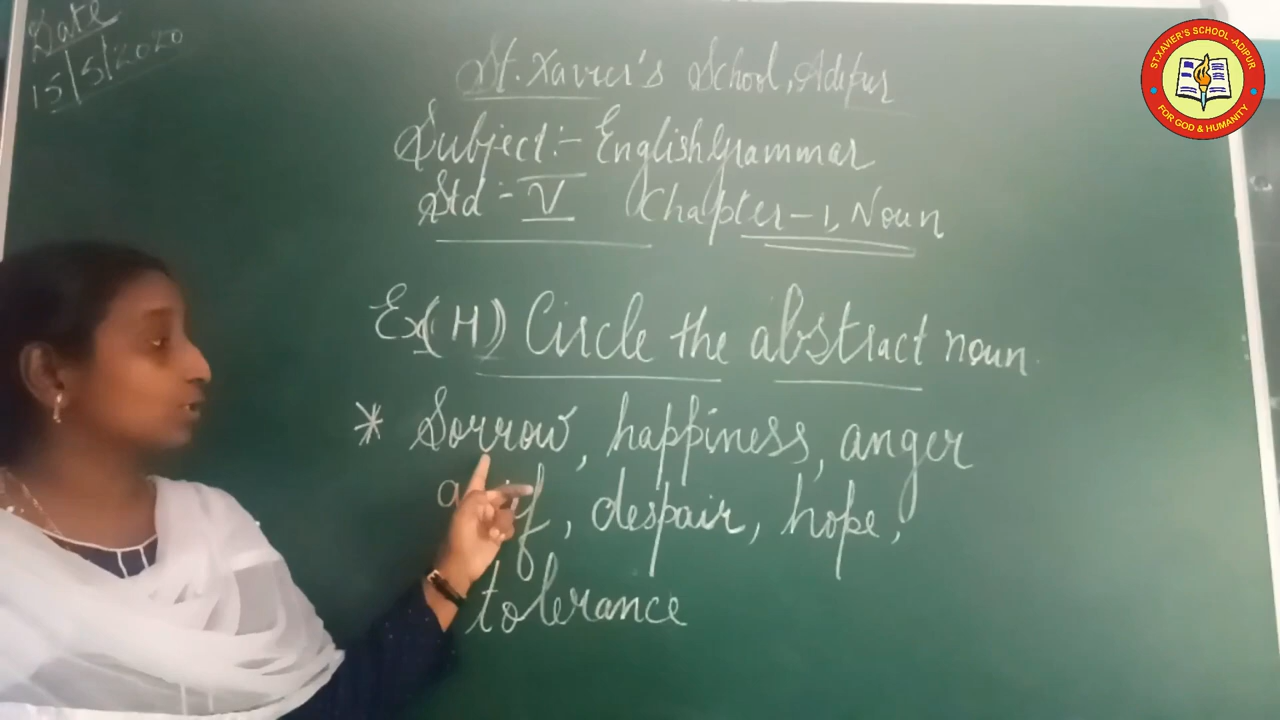 Date
15/5/2020
St. Xavier's School, Adipur
Subject:- English Grammar
Std:- V Chapter-1, Noun
Ex(H) Circle the abstract noun.
* Sorrow, happiness, anger
, despair, hope,
tolerance
ST.XAVIER'S SCHOOL-ADIPUR
FOR GOD & HUMANITY